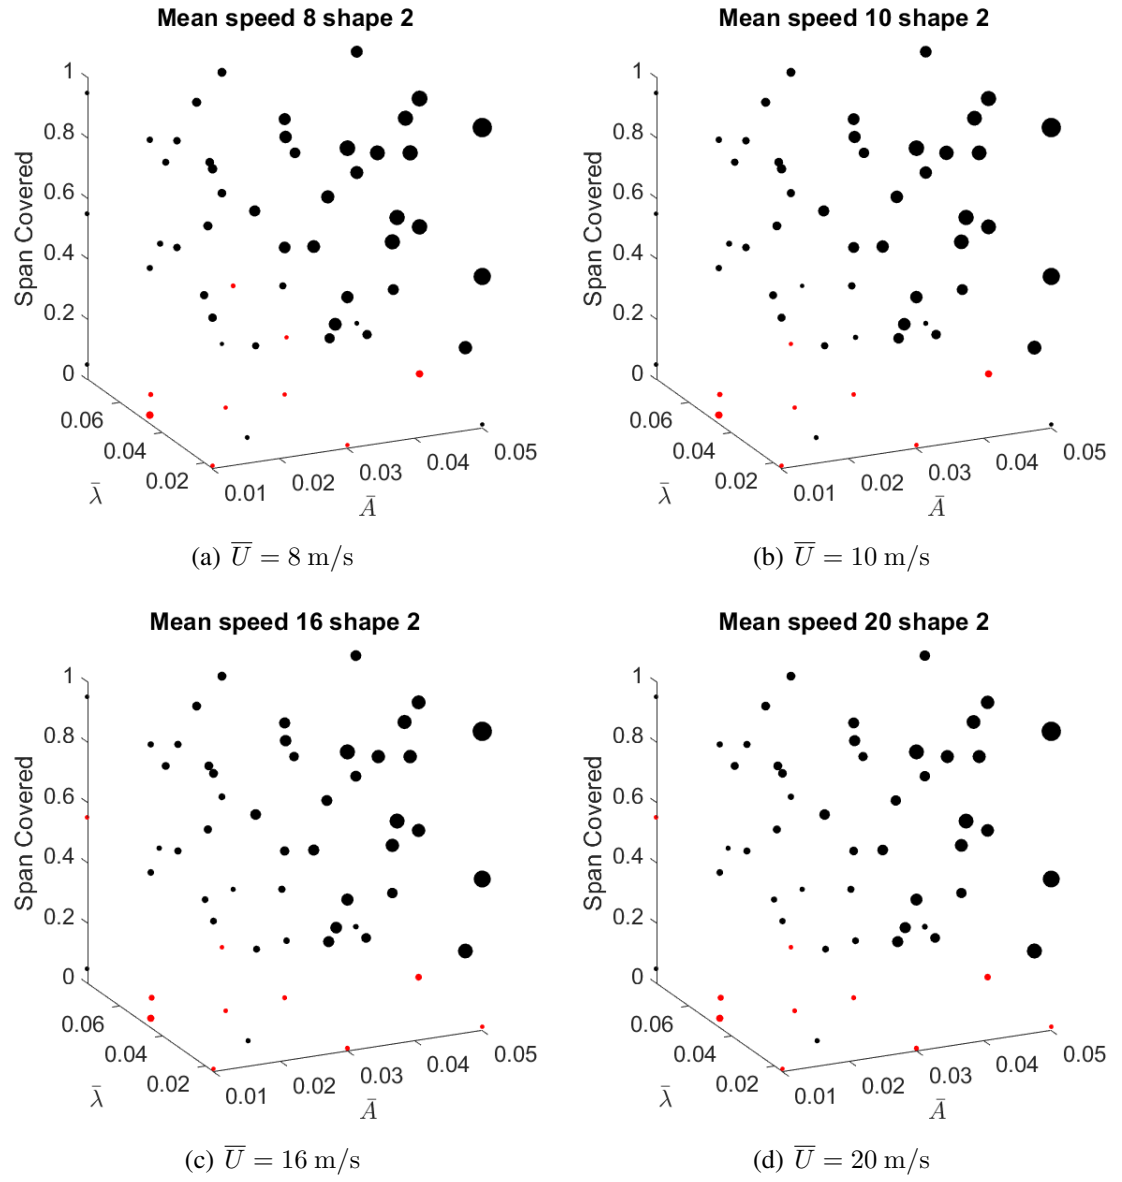 Mean speed 8 shape 2
1
0.8
0.6
0.4
0.2
0
Span Covered
0.06
0.04
0.02
λ̄
0.01
0.02
0.03
0.04
0.05
Ā
(a) U̅ = 8 m/s
Mean speed 10 shape 2
1
0.8
0.6
0.4
0.2
0
Span Covered
0.06
0.04
0.02
λ̄
0.01
0.02
0.03
0.04
0.05
Ā
(b) U̅ = 10 m/s
Mean speed 16 shape 2
1
0.8
0.6
0.4
0.2
0
Span Covered
0.06
0.04
0.02
λ̄
0.01
0.02
0.03
0.04
0.05
Ā
(c) U̅ = 16 m/s
Mean speed 20 shape 2
1
0.8
0.6
0.4
0.2
0
Span Covered
0.06
0.04
0.02
λ̄
0.01
0.02
0.03
0.04
0.05
Ā
(d) U̅ = 20 m/s